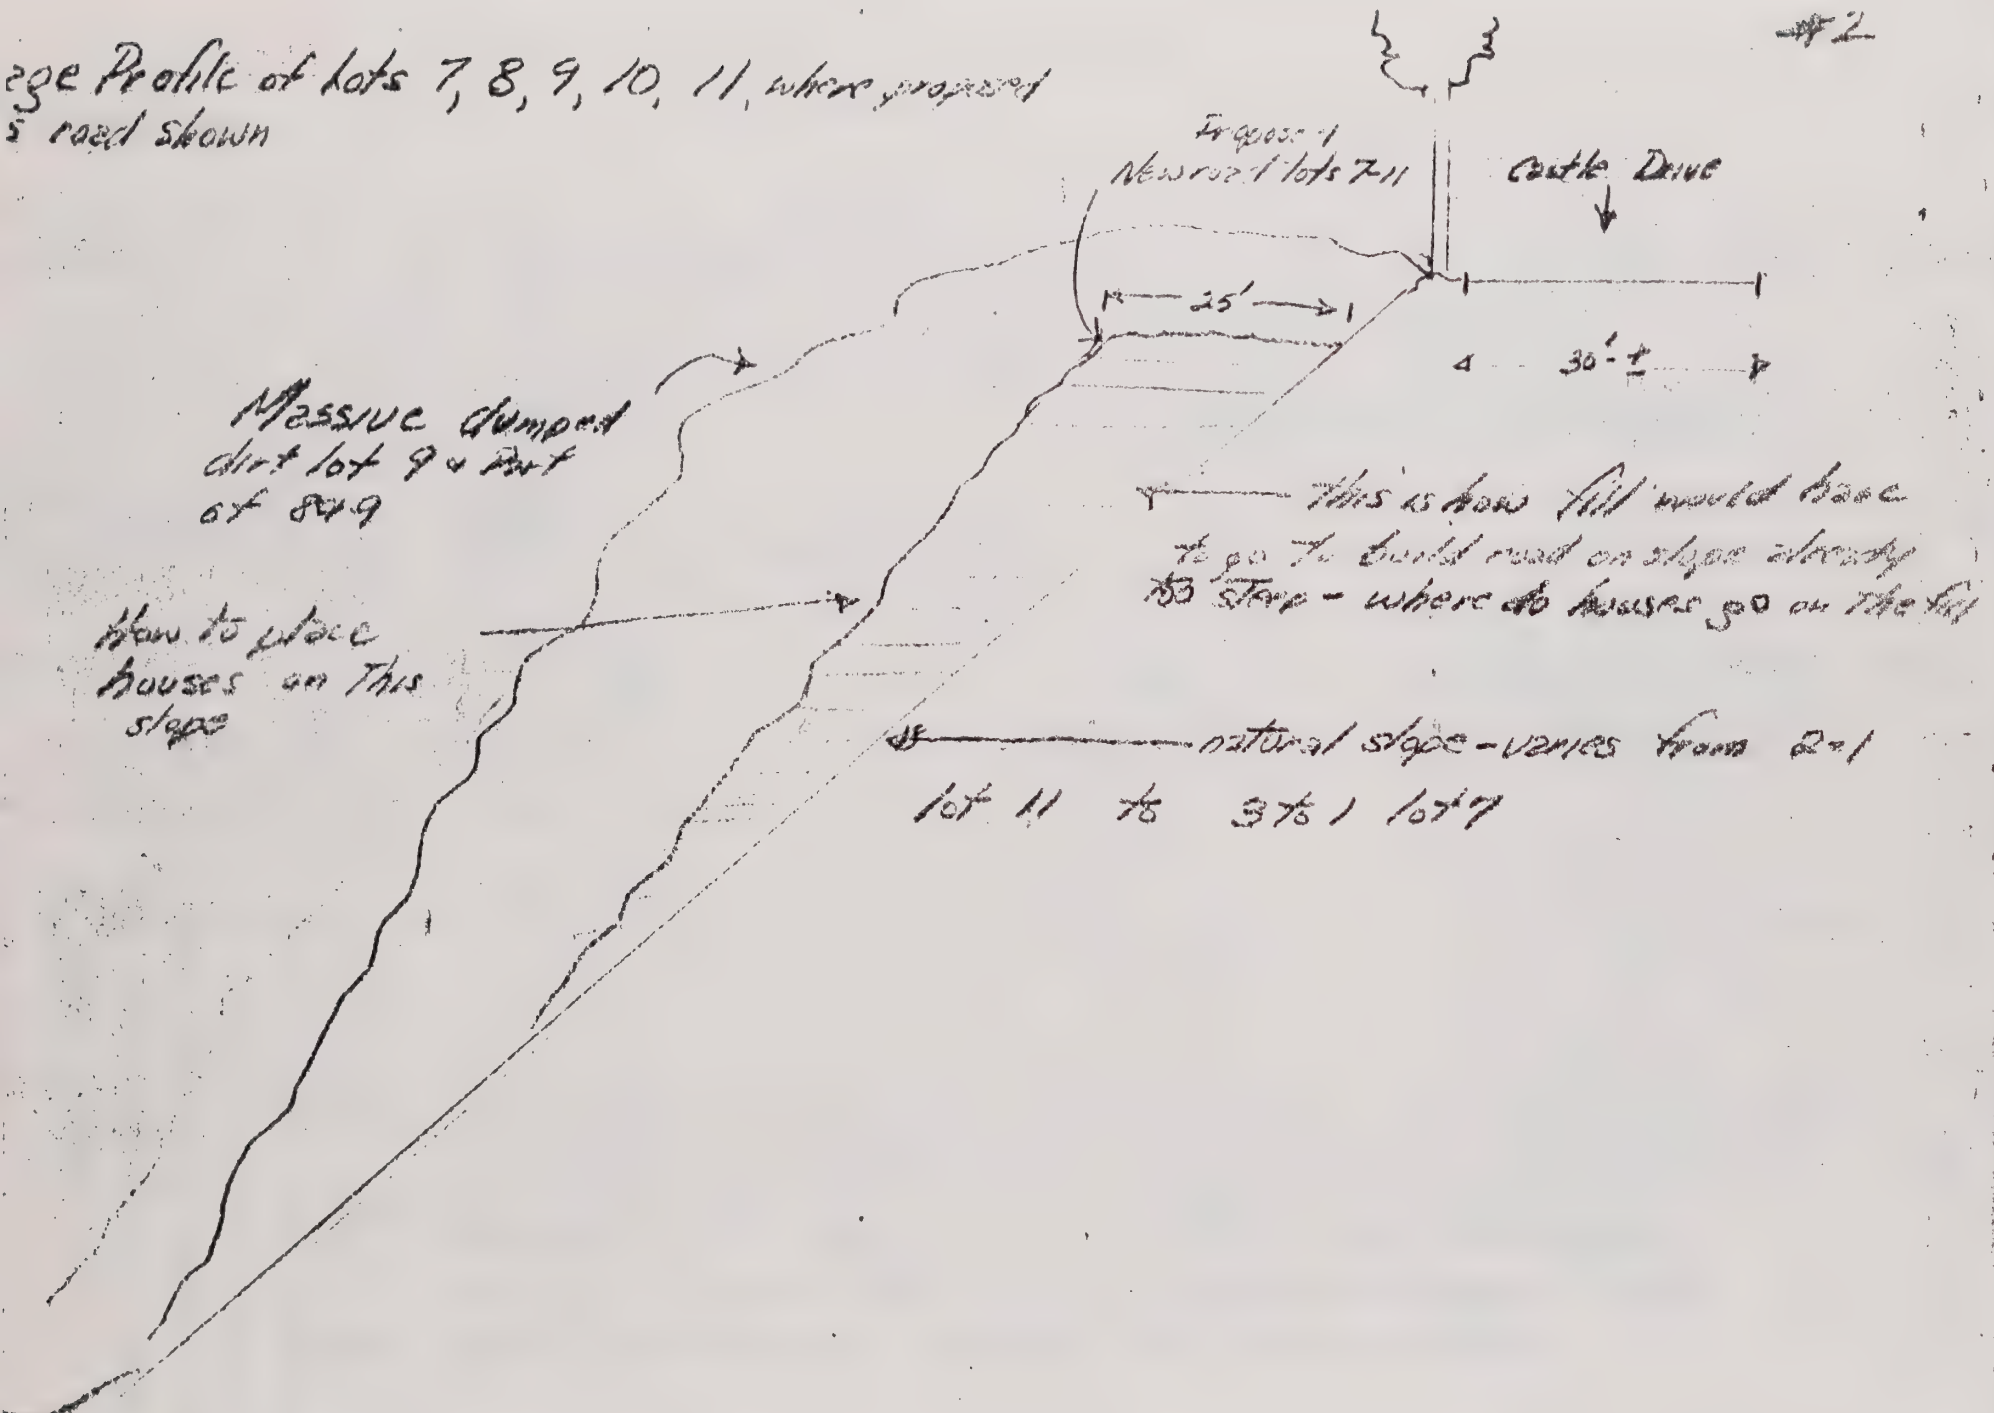 #2
ege Profile of Lots 7, 8, 9, 10, 11, where proposed
s road shown
Propose-d
New road lots 7-11
Castle Drive
25'
30'-±
Massive dumped
dirt lot 9 & Part
of 8&9
This is how fill would have
to go to build road on slope already
too steep - where do houses go on The fill
How to place
houses on This
slope
natural slope - varies from 2-1
lot 11 to 3 to 1 lot 7